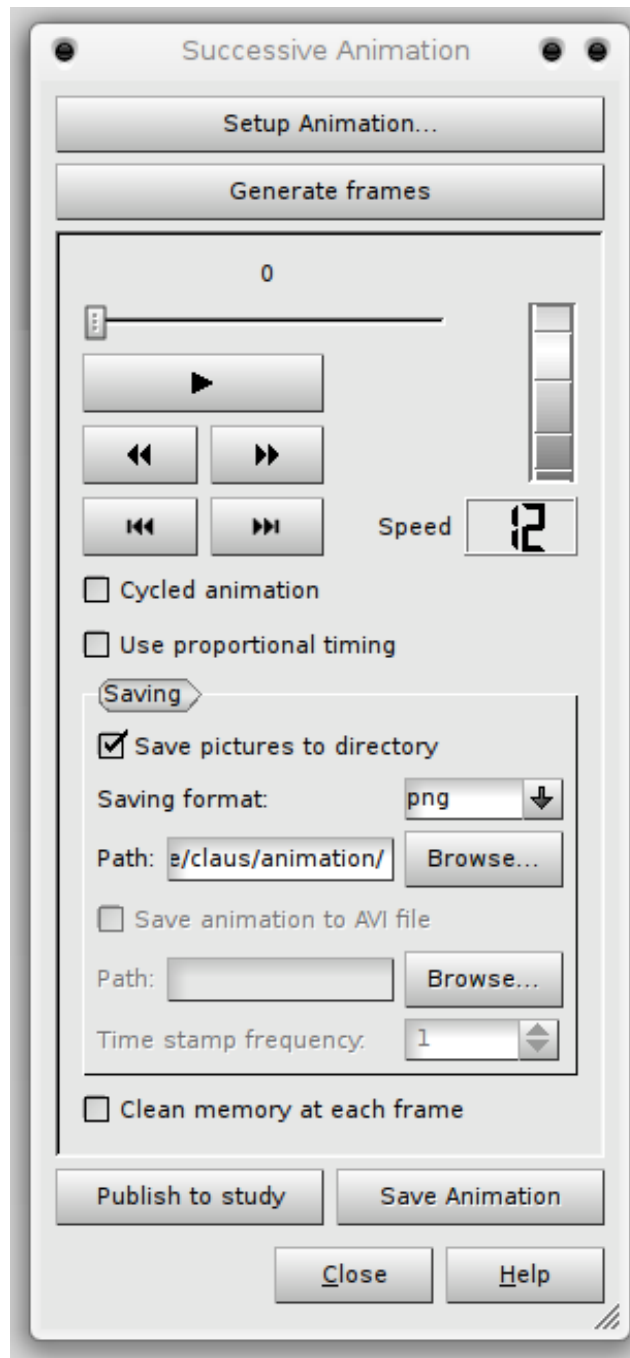 Successive Animation
Setup Animation...
Generate frames
0
Speed 12
Cycled animation
Use proportional timing
Saving
Save pictures to directory
Saving format: png
Path: e/claus/animation/ Browse...
Save animation to AVI file
Path: Browse...
Time stamp frequency: 1
Clean memory at each frame
Publish to study Save Animation
Close Help